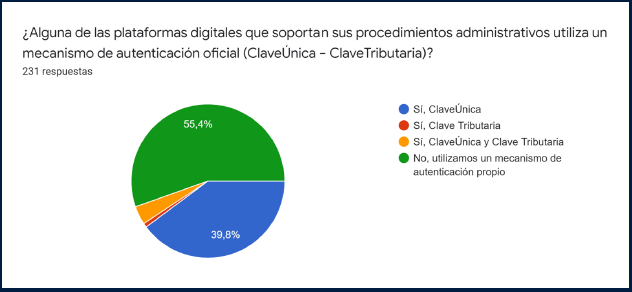 ¿Alguna de las plataformas digitales que soportan sus procedimientos administrativos utiliza un
mecanismo de autenticación oficial (ClaveÚnica – ClaveTributaria)?
231 respuestas
55,4%
39,8%
Sí, ClaveÚnica
Sí, Clave Tributaria
Sí, ClaveÚnica y Clave Tributaria
No, utilizamos un mecanismo de
autenticación propio